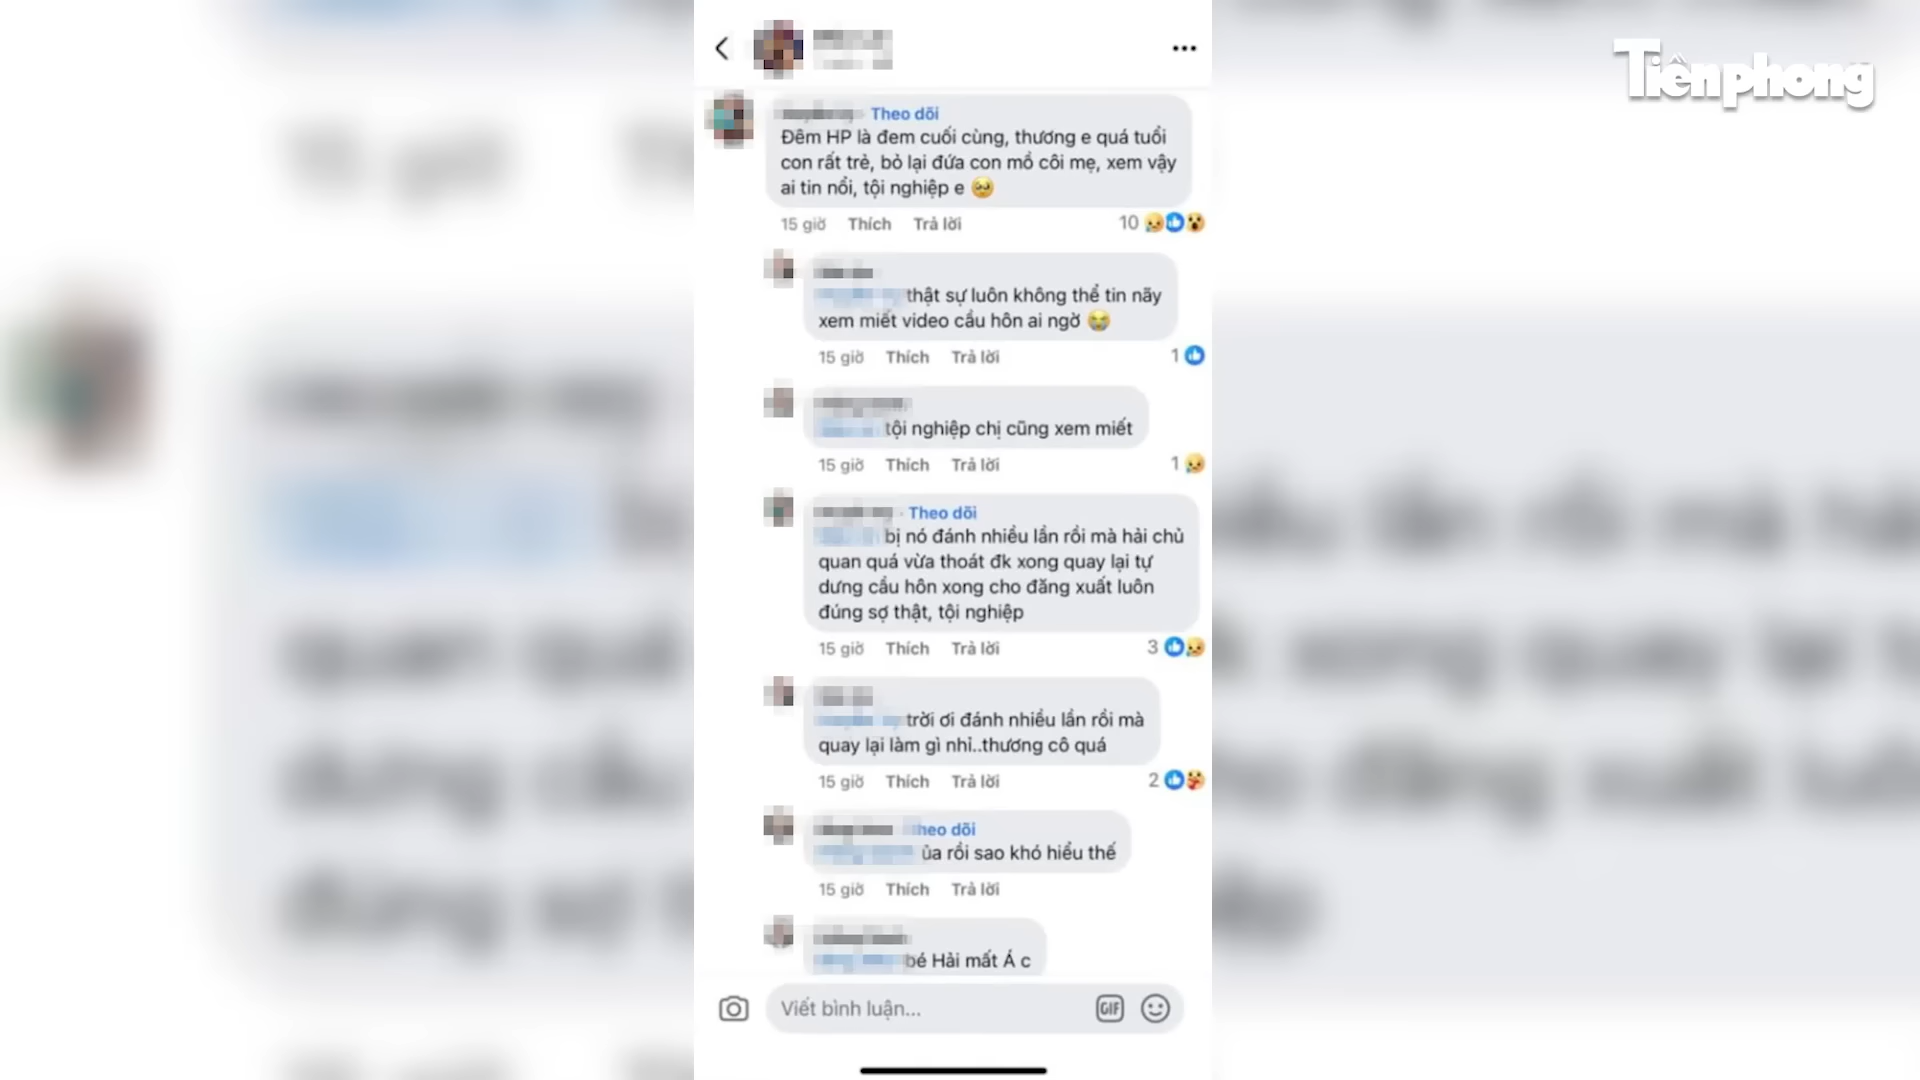 Tiền phong
Theo dõi
Đêm HP là đem cuối cùng, thương e quá tuổi
con rất trẻ, bỏ lại đứa con mồ côi mẹ, xem vậy
ai tin nổi, tội nghiệp e 🥹
15 giờ Thích Trả lời 10
thật sự luôn không thể tin nãy
xem miết video cầu hôn ai ngờ 😭
15 giờ Thích Trả lời 1
tội nghiệp chị cũng xem miết
15 giờ Thích Trả lời 1
Theo dõi
bị nó đánh nhiều lần rồi mà hải chủ
quan quá vừa thoát đk xong quay lại tự
dưng cầu hôn xong cho đăng xuất luôn
đúng sợ thật, tội nghiệp
15 giờ Thích Trả lời 3
trời ơi đánh nhiều lần rồi mà
quay lại làm gì nhỉ..thương cô quá
15 giờ Thích Trả lời 2
heo dõi
ủa rồi sao khó hiểu thế
15 giờ Thích Trả lời
bé Hải mất Á c
Viết bình luận...
GIF